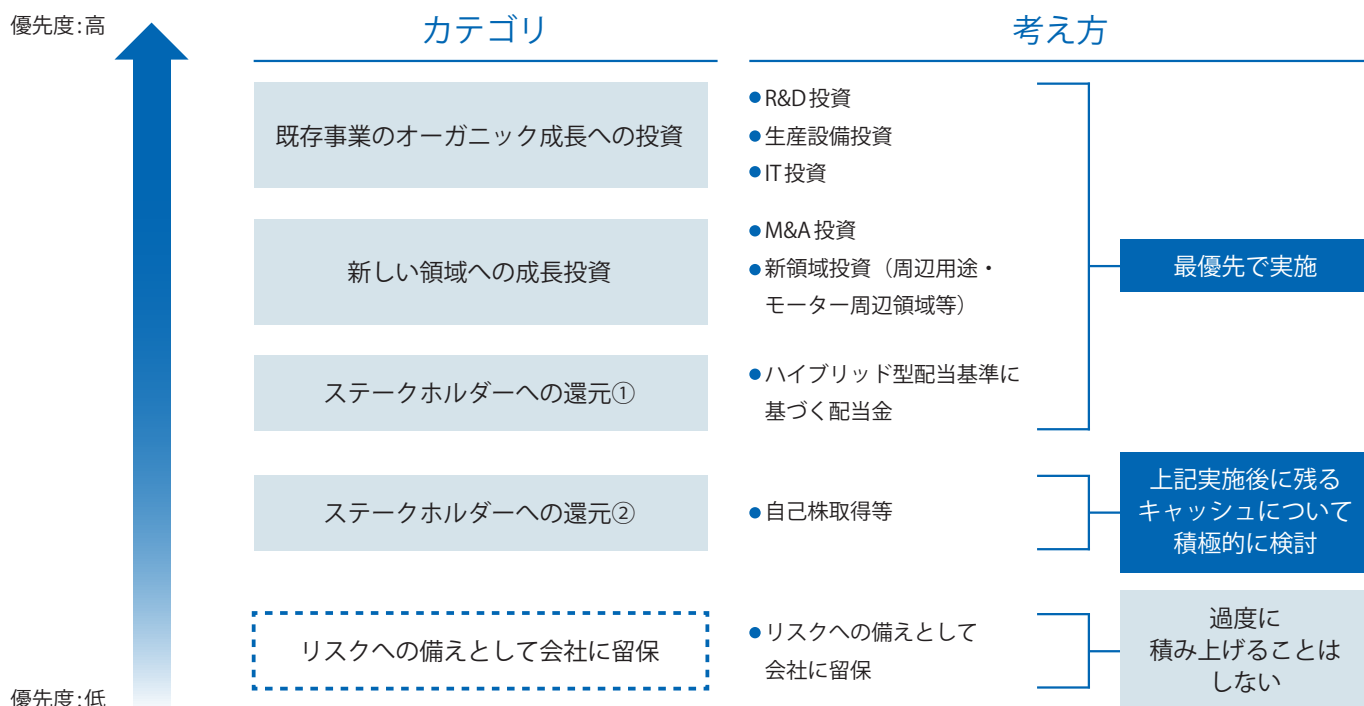 優先度：高
カテゴリ
考え方
既存事業のオーガニック成長への投資
●R&D投資
●生産設備投資
●IT投資
新しい領域への成長投資
●M&A投資
●新領域投資（周辺用途・
モーター周辺領域等）
最優先で実施
ステークホルダーへの還元①
●ハイブリッド型配当基準に
基づく配当金
ステークホルダーへの還元②
●自己株取得等
上記実施後に残る
キャッシュについて
積極的に検討
リスクへの備えとして会社に留保
●リスクへの備えとして
会社に留保
過度に
積み上げることは
しない
優先度：低